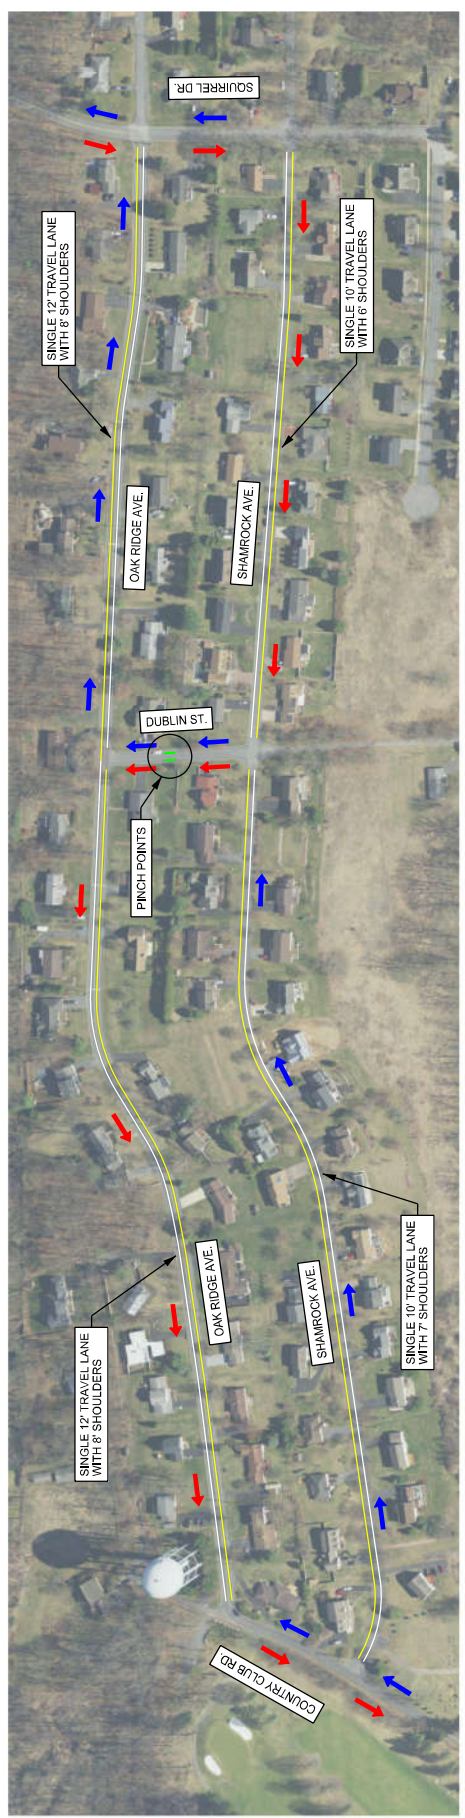 SQUIRREL DR.
SINGLE 12' TRAVEL LANE
WITH 8' SHOULDERS
SINGLE 10' TRAVEL LANE
WITH 6' SHOULDERS
OAK RIDGE AVE.
SHAMROCK AVE.
DUBLIN ST.
PINCH POINTS
SINGLE 12' TRAVEL LANE
WITH 8' SHOULDERS
OAK RIDGE AVE.
SHAMROCK AVE.
SINGLE 10' TRAVEL LANE
WITH 7' SHOULDERS
COUNTRY CLUB RD.